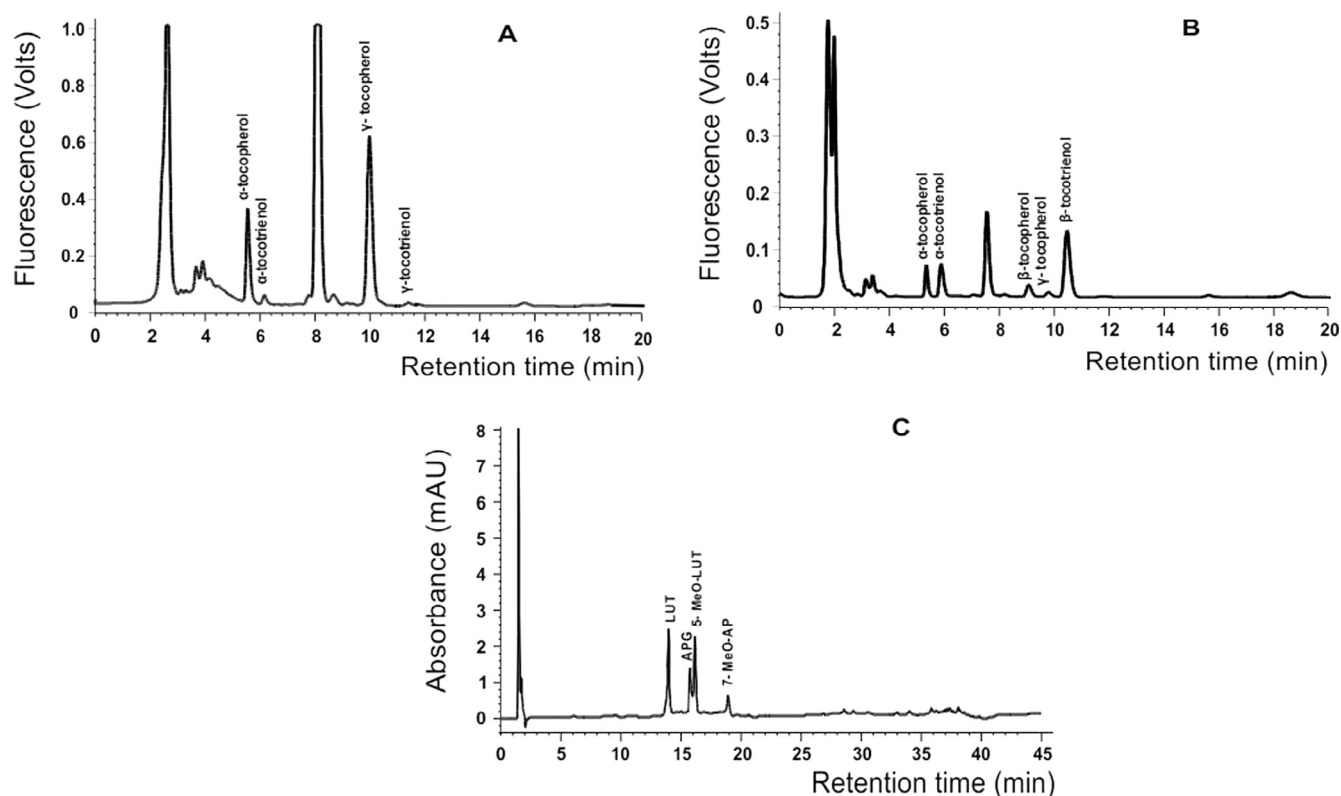 A
Fluorescence (Volts)
1.0
0.8
0.6
0.4
0.2
0
α-tocopherol
α-tocotrienol
γ- tocopherol
γ-tocotrienol
0 2 4 6 8 10 12 14 16 18 20
Retention time (min)
B
Fluorescence (Volts)
0.5
0.4
0.3
0.2
0.1
0
α-tocopherol
α-tocotrienol
β-tocopherol
γ- tocopherol
β-tocotrienol
0 2 4 6 8 10 12 14 16 18 20
Retention time (min)
C
Absorbance (mAU)
8
7
6
5
4
3
2
1
0
LUT
APG
5- MeO-LUT
7- MeO-AP
0 5 10 15 20 25 30 35 40 45
Retention time (min)